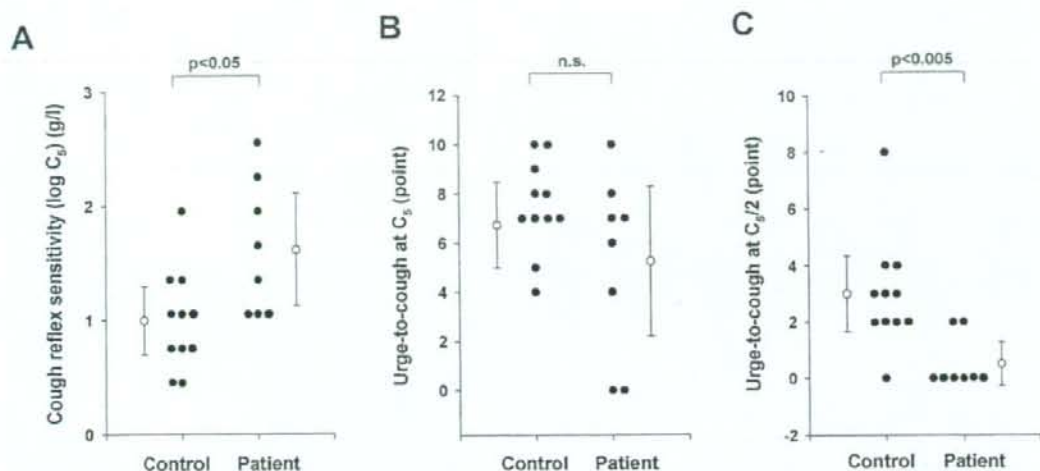 A
p<0.05
Cough reflex sensitivity (log C5) (g/l)
3
2
1
0
Control Patient
B
n.s.
Urge-to-cough at C5 (point)
12
10
8
6
4
2
0
Control Patient
C
p<0.005
Urge-to-cough at C5/2 (point)
10
8
6
4
2
0
-2
Control Patient